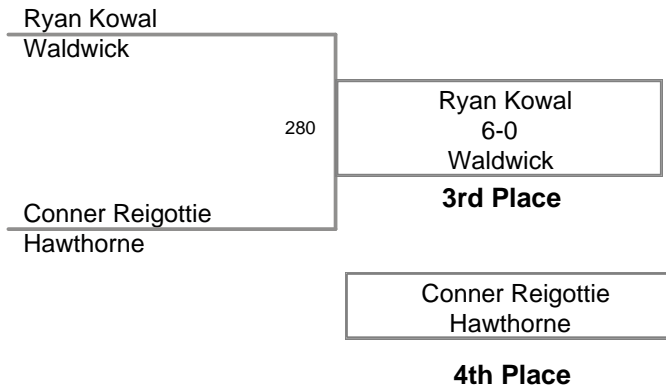 Ryan Kowal
Waldwick
280
Ryan Kowal
6-0
Waldwick
3rd Place
Conner Reigottie
Hawthorne
Conner Reigottie
Hawthorne
4th Place